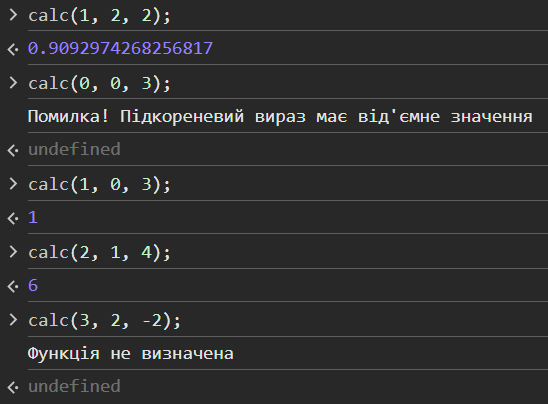 > calc(1, 2, 2);
0.9092974268256817
> calc(0, 0, 3);
Помилка! Підкореневий вираз має від'ємне значення
undefined
> calc(1, 0, 3);
1
> calc(2, 1, 4);
6
> calc(3, 2, -2);
Функція не визначена
undefined